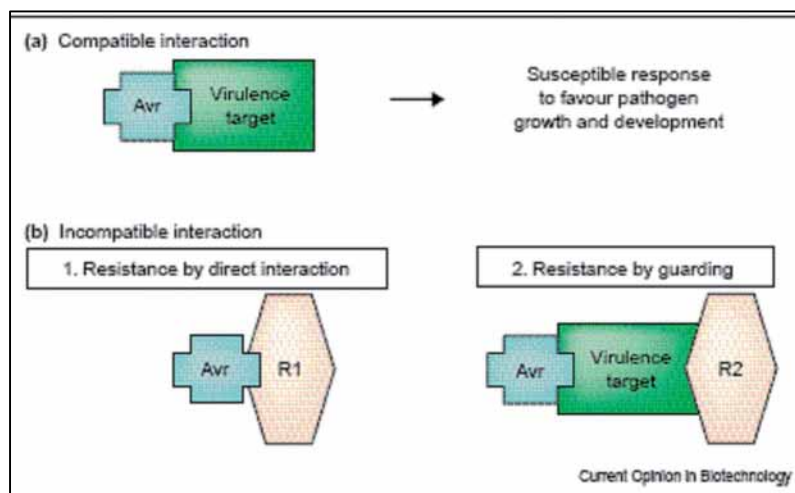 (a) Compatible interaction
Avr
Virulence
target
Susceptible response
to favour pathogen
growth and development
(b) Incompatible interaction
1. Resistance by direct interaction
2. Resistance by guarding
Avr
R1
Avr
Virulence
target
R2
Current Opinion in Biotechnology